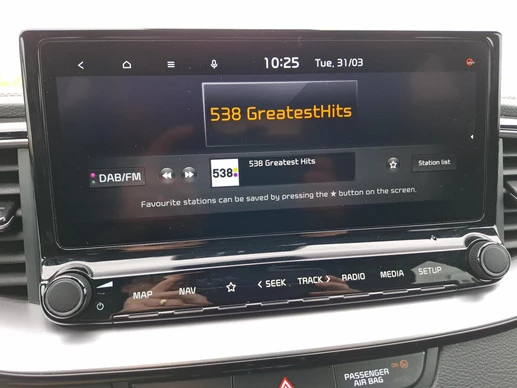 10:25 Tue, 31/03
538 GreatestHits
538 538 Greatest Hits
DAB/FM
Station list
Favourite stations can be saved by pressing the ★ button on the screen.
MAP NAV ☆ < SEEK TRACK > RADIO MEDIA SETUP
PASSENGER
AIR BAG